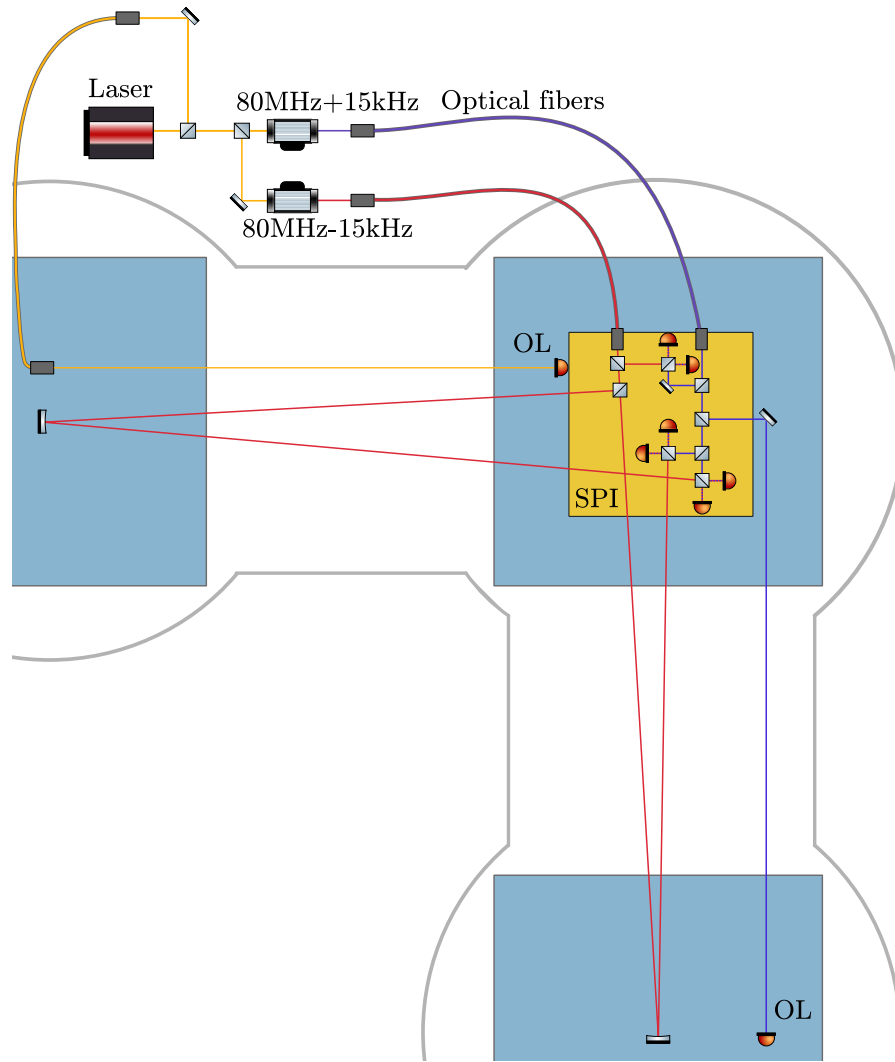 Laser
80MHz+15kHz
Optical fibers
80MHz-15kHz
OL
SPI
OL